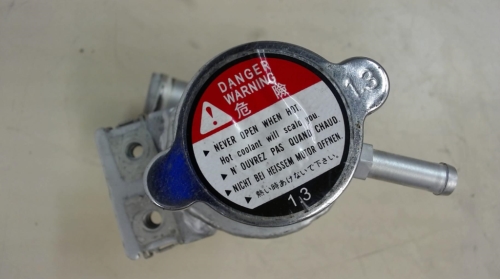 DANGER
WARNING
危 険
▶ NEVER OPEN WHEN HOT.
Hot coolant will scald you.
▶ N'OUVREZ PAS QUAND CHAUD.
▶ NICHT BEI HEISSEM MOTOR ÖFFNEN.
▶ 熱い時あけないで下さい。
1,3
1.3